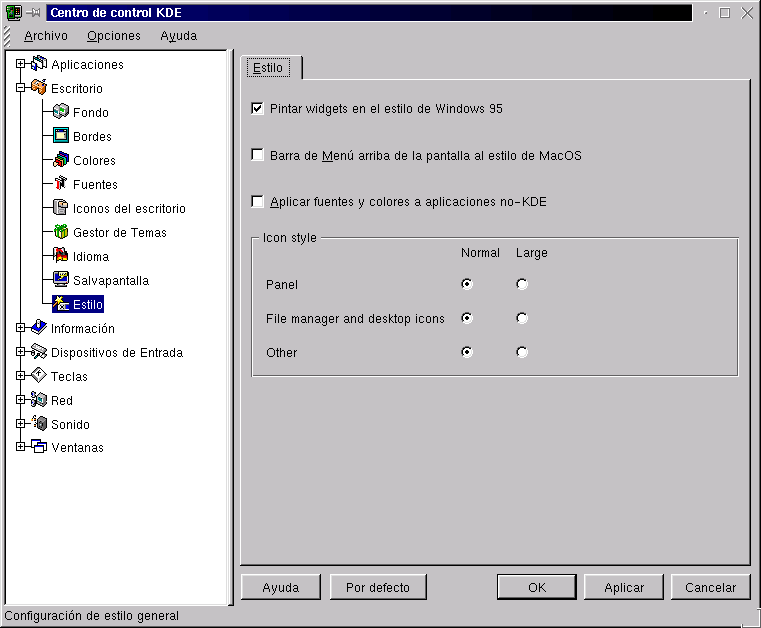 Centro de control KDE
Archivo Opciones Ayuda
Aplicaciones
Escritorio
Fondo
Bordes
Colores
Fuentes
Iconos del escritorio
Gestor de Temas
Idioma
Salvapantalla
Estilo
Información
Dispositivos de Entrada
Teclas
Red
Sonido
Ventanas
Estilo
Pintar widgets en el estilo de Windows 95
Barra de Menú arriba de la pantalla al estilo de MacOS
Aplicar fuentes y colores a aplicaciones no-KDE
Icon style
Normal Large
Panel
File manager and desktop icons
Other
Ayuda Por defecto OK Aplicar Cancelar
Configuración de estilo general